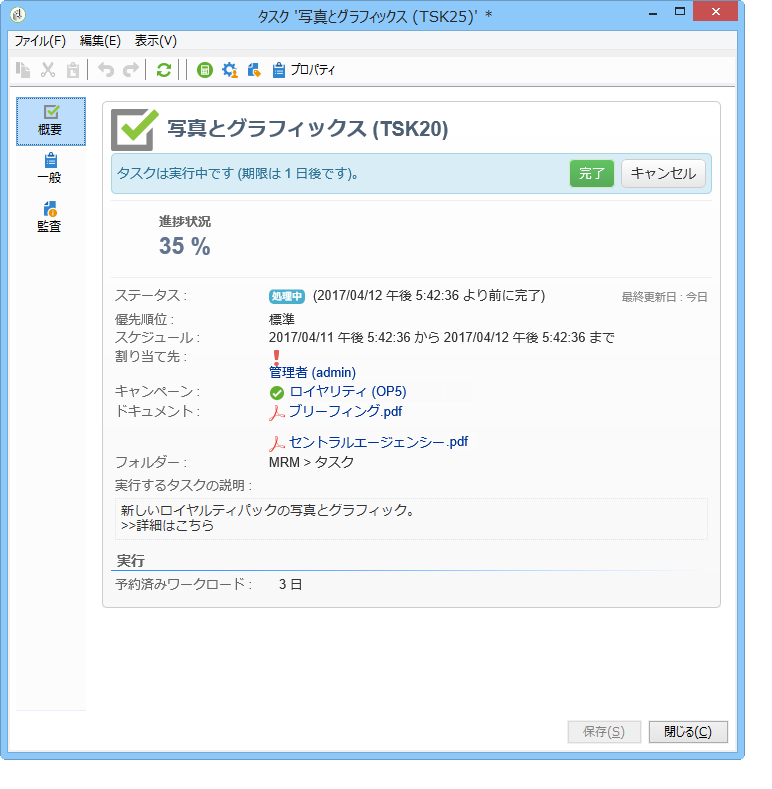 タスク '写真とグラフィックス (TSK25)' *
ファイル(F) 編集(E) 表示(V)
プロパティ
概要
一般
監査
写真とグラフィックス (TSK20)
タスクは実行中です (期限は 1 日後です)。 完了 キャンセル
進捗状況
35 %
ステータス : 処理中 (2017/04/12 午後 5:42:36 より前に完了) 最終更新日 : 今日
優先順位 : 標準
スケジュール : 2017/04/11 午後 5:42:36 から 2017/04/12 午後 5:42:36 まで
割り当て先 :
管理者 (admin)
キャンペーン : ロイヤリティ (OP5)
ドキュメント : ブリーフィング.pdf
セントラルエージェンシー.pdf
フォルダー : MRM > タスク
実行するタスクの説明 :
新しいロイヤルティパックの写真とグラフィック。
>>詳細はこちら
実行
予約済みワークロード : 3 日
保存(S) 閉じる(C)